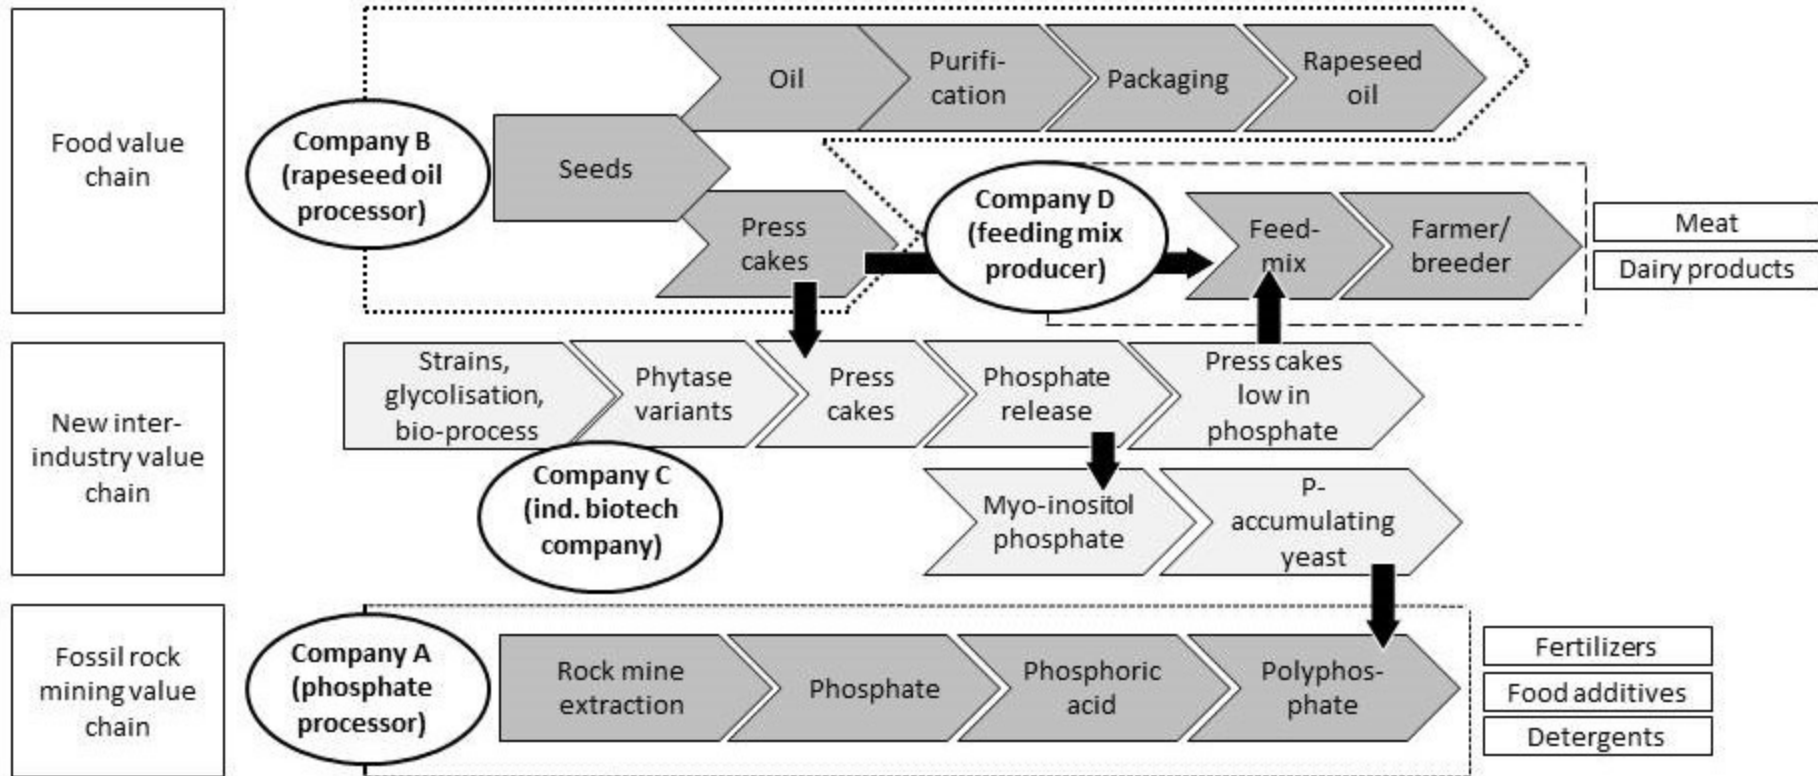 Food value
chain
Company B
(rapeseed oil
processor)
Seeds
Oil
Purifi-
cation
Packaging
Rapeseed
oil
Press
cakes
Company D
(feeding mix
producer)
Feed-
mix
Farmer/
breeder
Meat
Dairy products
New inter-
industry value
chain
Strains,
glycolisation,
bio-process
Phytase
variants
Press
cakes
Phosphate
release
Press cakes
low in
phosphate
Company C
(ind. biotech
company)
Myo-inositol
phosphate
P-
accumulating
yeast
Fossil rock
mining value
chain
Company A
(phosphate
processor)
Rock mine
extraction
Phosphate
Phosphoric
acid
Polyphos-
phate
Fertilizers
Food additives
Detergents